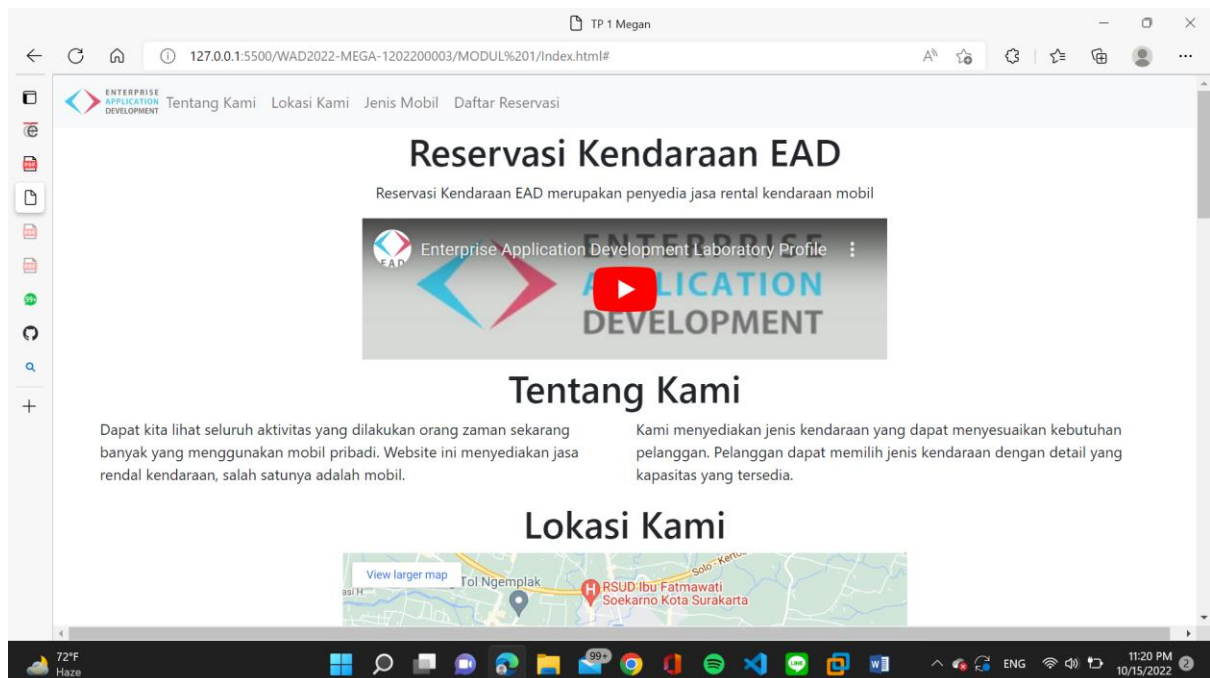 TP 1 Megan
127.0.0.1:5500/WAD2022-MEGA-1202200003/MODUL%201/Index.html#
ENTERPRISE
APPLICATION
DEVELOPMENT
Tentang Kami Lokasi Kami Jenis Mobil Daftar Reservasi
Reservasi Kendaraan EAD
Reservasi Kendaraan EAD merupakan penyedia jasa rental kendaraan mobil
Enterprise Application Development Laboratory Profile
EAD
ENTERPRISE
APPLICATION
DEVELOPMENT
Tentang Kami
Dapat kita lihat seluruh aktivitas yang dilakukan orang zaman sekarang
banyak yang menggunakan mobil pribadi. Website ini menyediakan jasa
rendal kendaraan, salah satunya adalah mobil.
Kami menyediakan jenis kendaraan yang dapat menyesuaikan kebutuhan
pelanggan. Pelanggan dapat memilih jenis kendaraan dengan detail yang
kapasitas yang tersedia.
Lokasi Kami
View larger map
Tol Ngemplak
Solo - Kertos
RSUD Ibu Fatmawati
Soekarno Kota Surakarta
72°F
Haze
99+
ENG
11:20 PM
10/15/2022
2